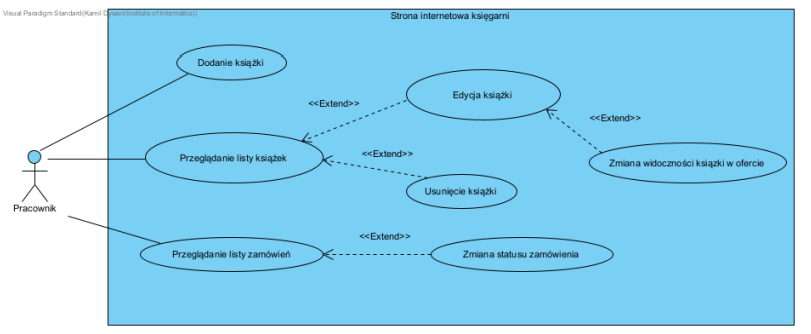 Visual Paradigm Standard(Kamil Dywan(Institute of Informatics))
Strona internetowa księgarni
Dodanie książki
Edycja książki
<<Extend>>
<<Extend>>
<<Extend>>
Przeglądanie listy książek
Zmiana widoczności książki w ofercie
Usunięcie książki
Pracownik
<<Extend>>
Przeglądanie listy zamówień
Zmiana statusu zamówienia